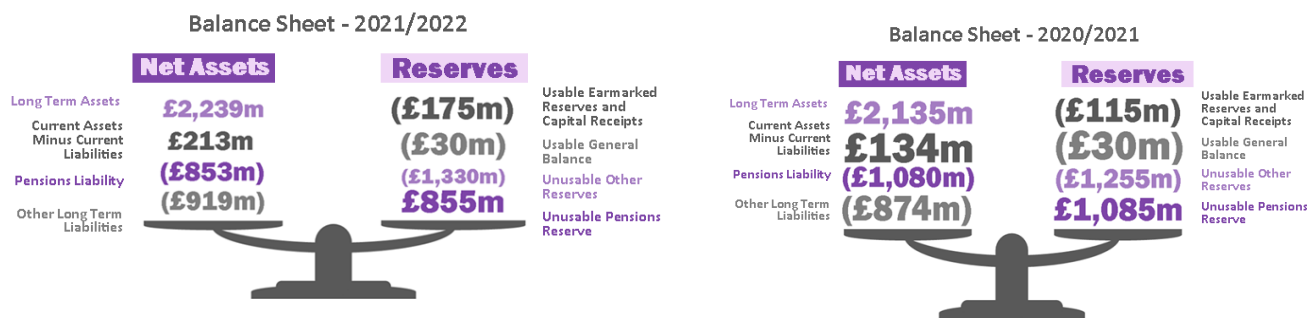 Balance Sheet - 2021/2022
Net Assets
Reserves
Long Term Assets
£2,239m
(£175m)
Usable Earmarked
Reserves and
Capital Receipts
Current Assets
Minus Current
Liabilities
£213m
(£30m)
Usable General
Balance
Pensions Liability
(£853m)
(£1,330m)
Unusable Other
Reserves
Other Long Term
Liabilities
(£919m)
£855m
Unusable Pensions
Reserve
Balance Sheet - 2020/2021
Net Assets
Reserves
Long Term Assets
£2,135m
(£115m)
Usable Earmarked
Reserves and
Capital Receipts
Current Assets
Minus Current
Liabilities
£134m
(£30m)
Usable General
Balance
Pensions Liability
(£1,080m)
(£1,255m)
Unusable Other
Reserves
Other Long Term
Liabilities
(£874m)
£1,085m
Unusable Pensions
Reserve